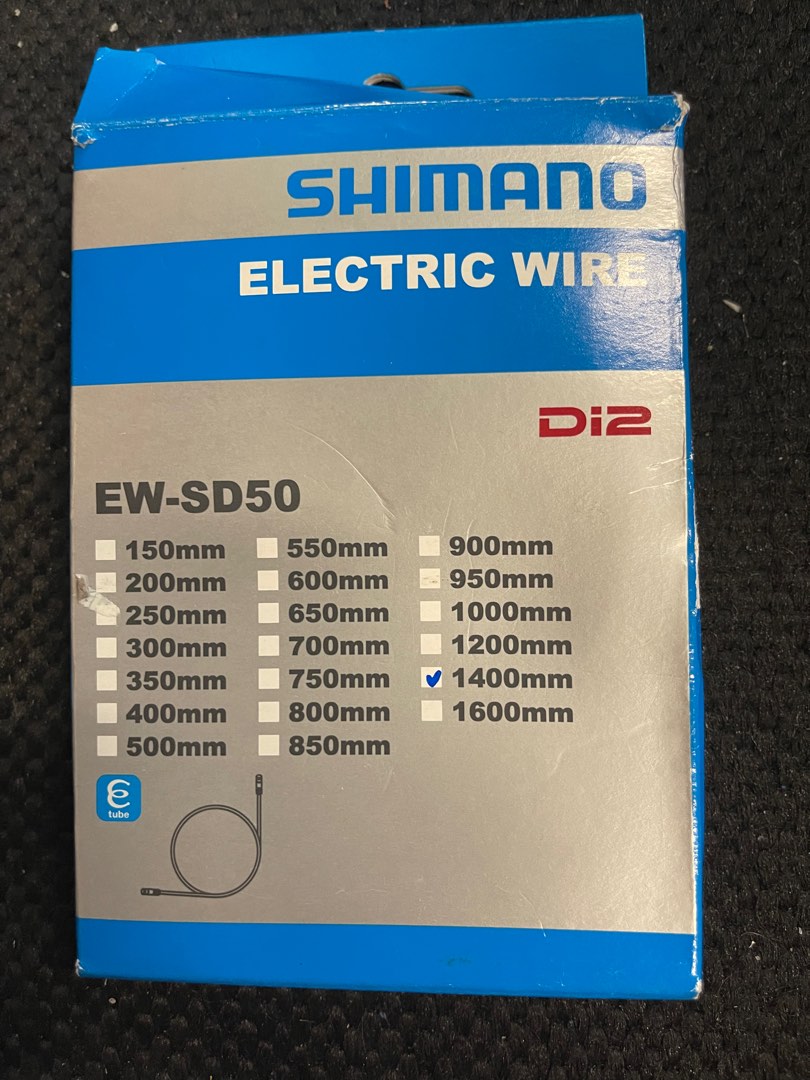 SHIMANO
ELECTRIC WIRE
Di2
EW-SD50
150mm 550mm 900mm
200mm 600mm 950mm
250mm 650mm 1000mm
300mm 700mm 1200mm
350mm 750mm 1400mm
400mm 800mm 1600mm
500mm 850mm
E
tube